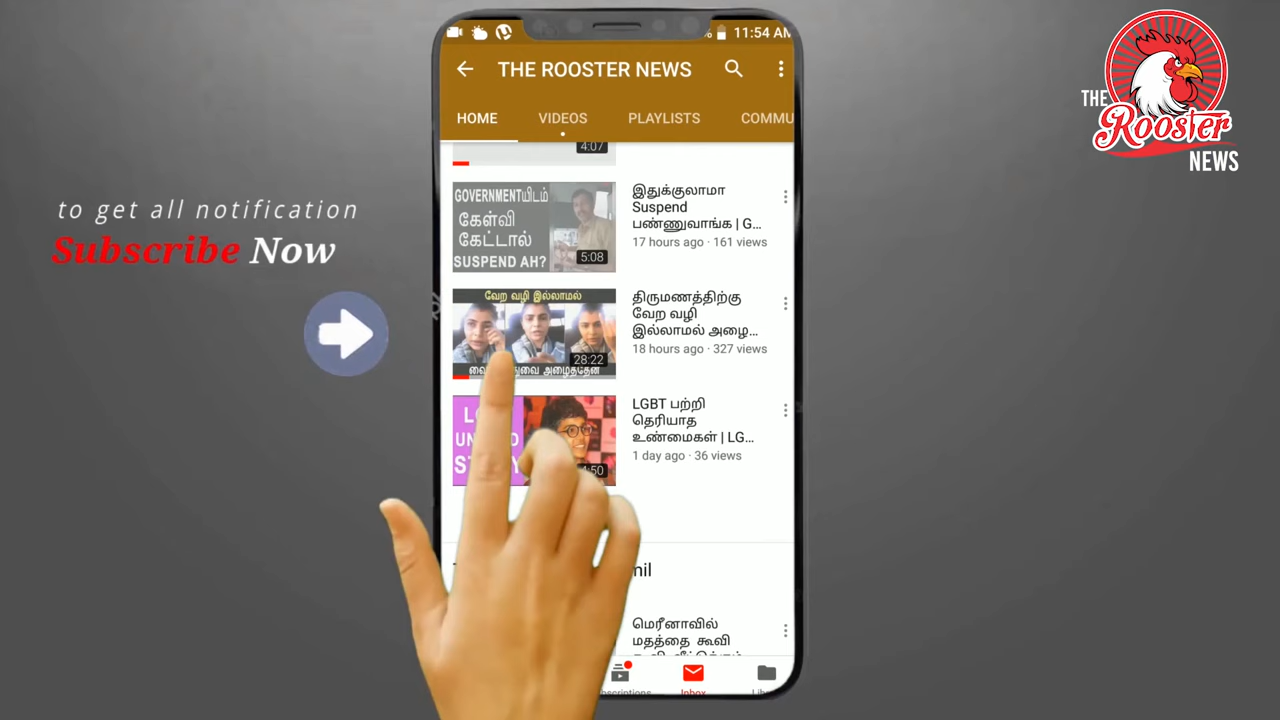 11:54 AM
THE ROOSTER NEWS
HOME VIDEOS PLAYLISTS COMMU
4:07
GOVERNMENTயிடம்
கேள்வி
கேட்டால்
SUSPEND AH?
5:08
இதுக்குலாமா
Suspend
பண்ணுவாங்க | G...
17 hours ago · 161 views
வேற வழி இல்லாமல்
28:22
அழைத்தேன்
திருமணத்திற்கு
வேற வழி
இல்லாமல் அழை...
18 hours ago · 327 views
LGBT பற்றி
தெரியாத
உண்மைகள் | LG...
1 day ago · 36 views
மெரீனாவில்
மதத்தை கூவி
Inbox
to get all notification
Subscribe Now
THE
Rooster
NEWS